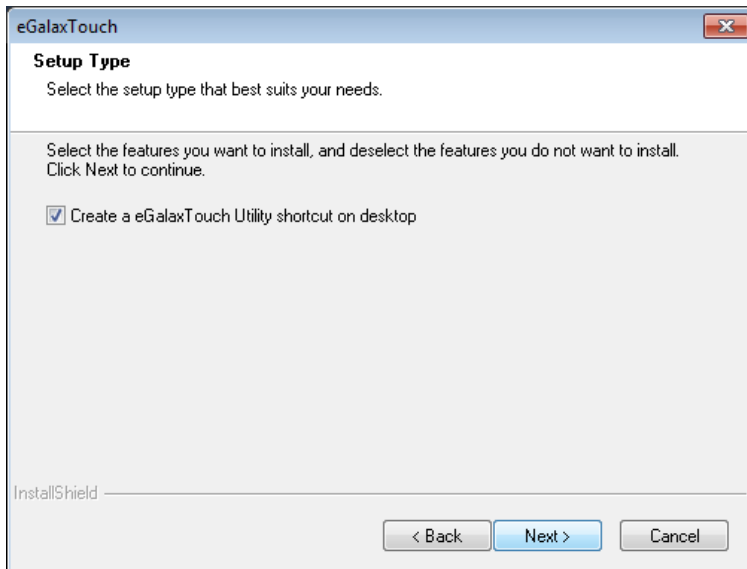 eGalaxTouch
Setup Type
Select the setup type that best suits your needs.
Select the features you want to install, and deselect the features you do not want to install.
Click Next to continue.
Create a eGalaxTouch Utility shortcut on desktop
InstallShield
< Back
Next >
Cancel